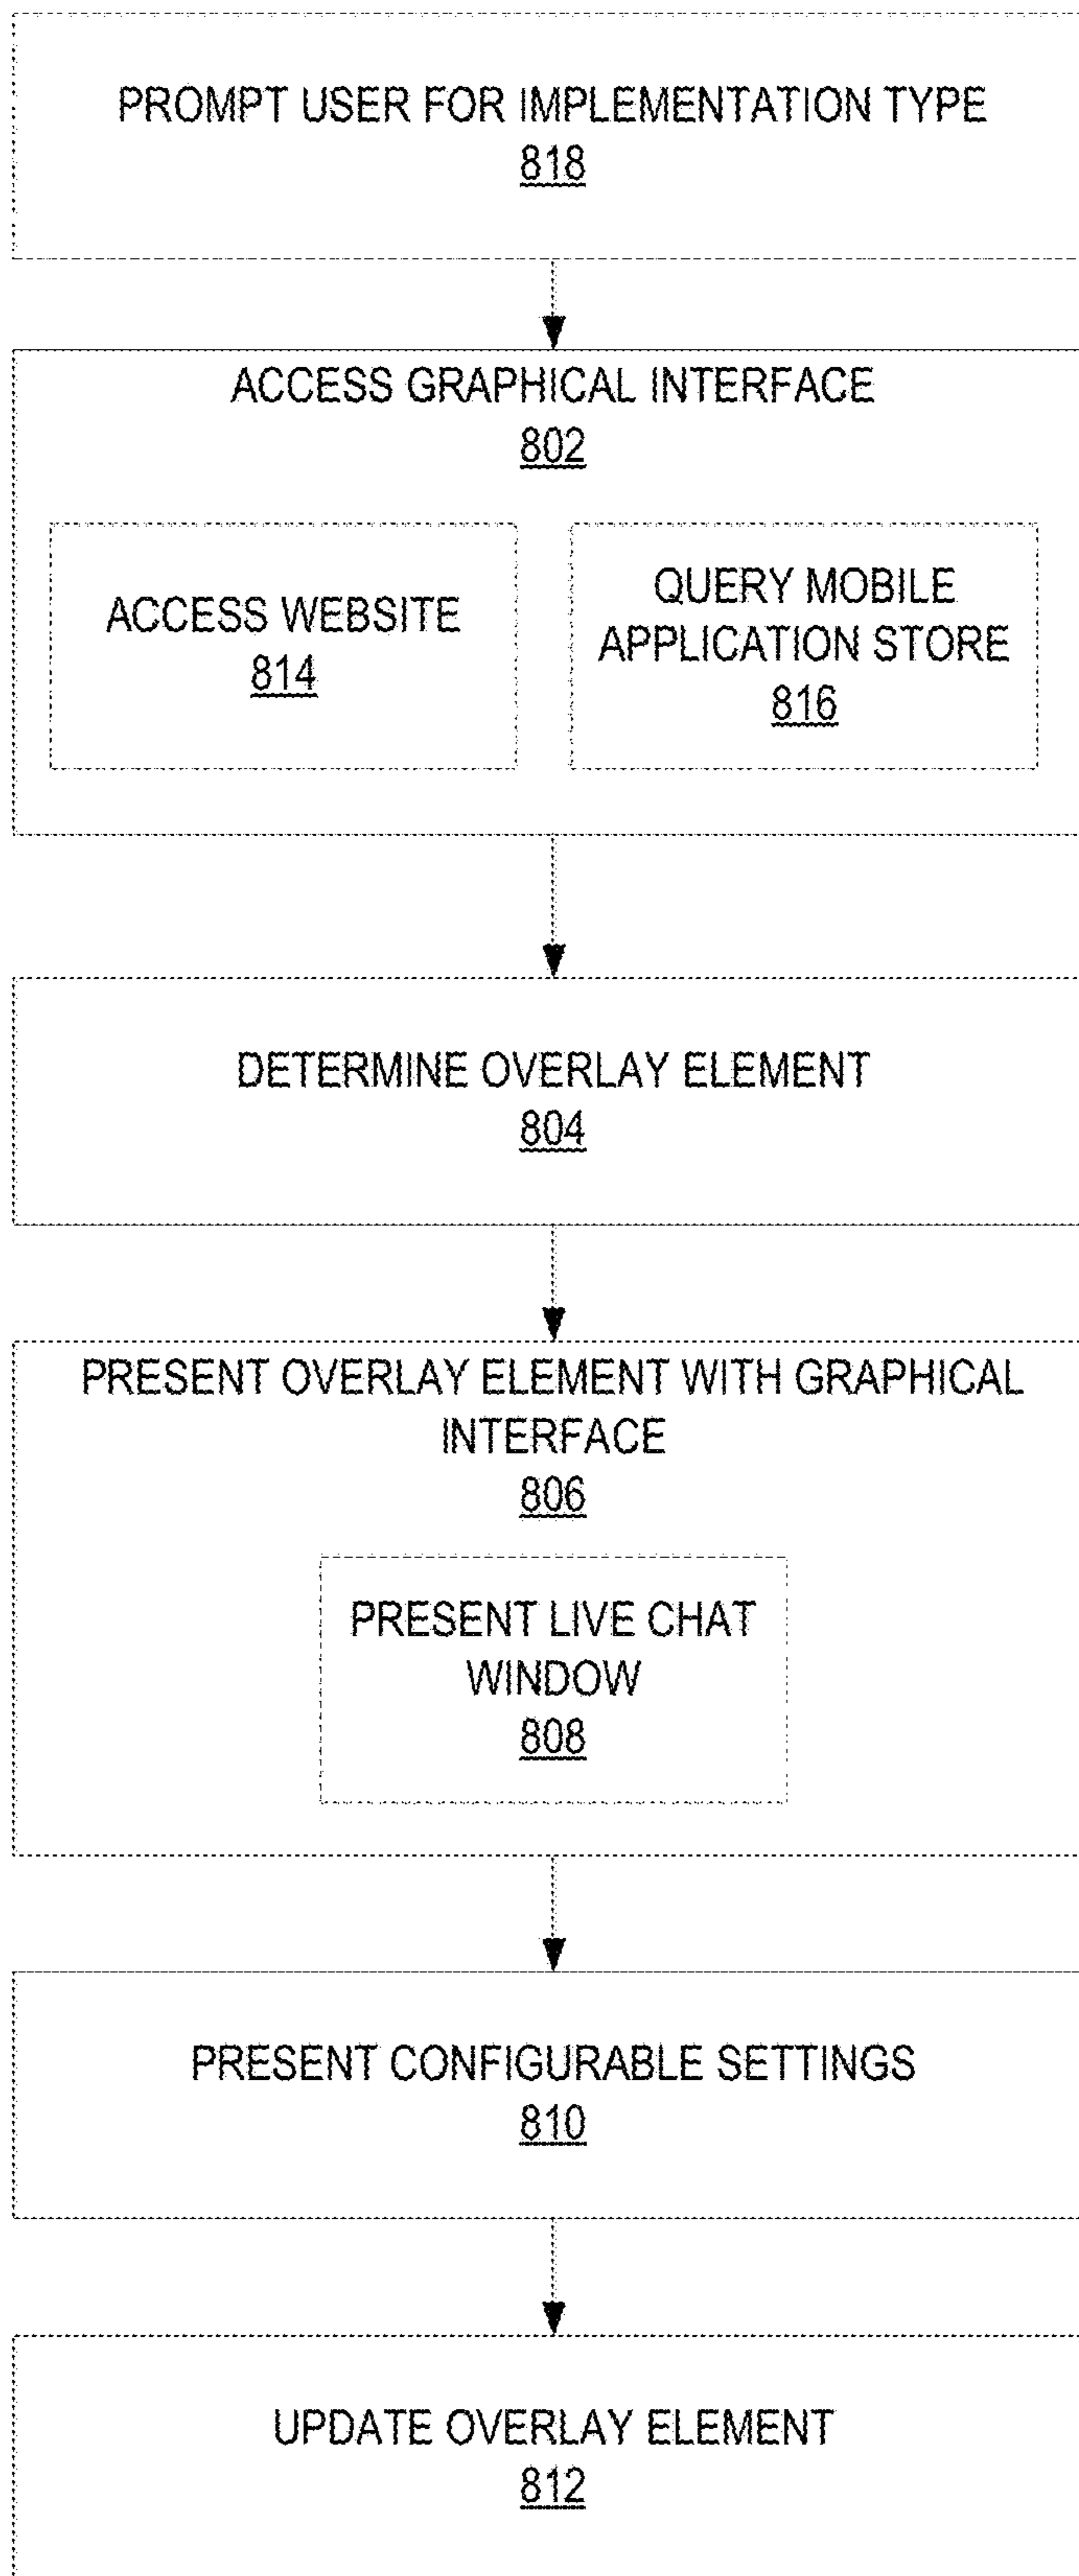 PROMPT USER FOR IMPLEMENTATION TYPE
818
ACCESS GRAPHICAL INTERFACE
802
ACCESS WEBSITE
814
QUERY MOBILE
APPLICATION STORE
816
DETERMINE OVERLAY ELEMENT
804
PRESENT OVERLAY ELEMENT WITH GRAPHICAL
INTERFACE
806
PRESENT LIVE CHAT
WINDOW
808
PRESENT CONFIGURABLE SETTINGS
810
UPDATE OVERLAY ELEMENT
812